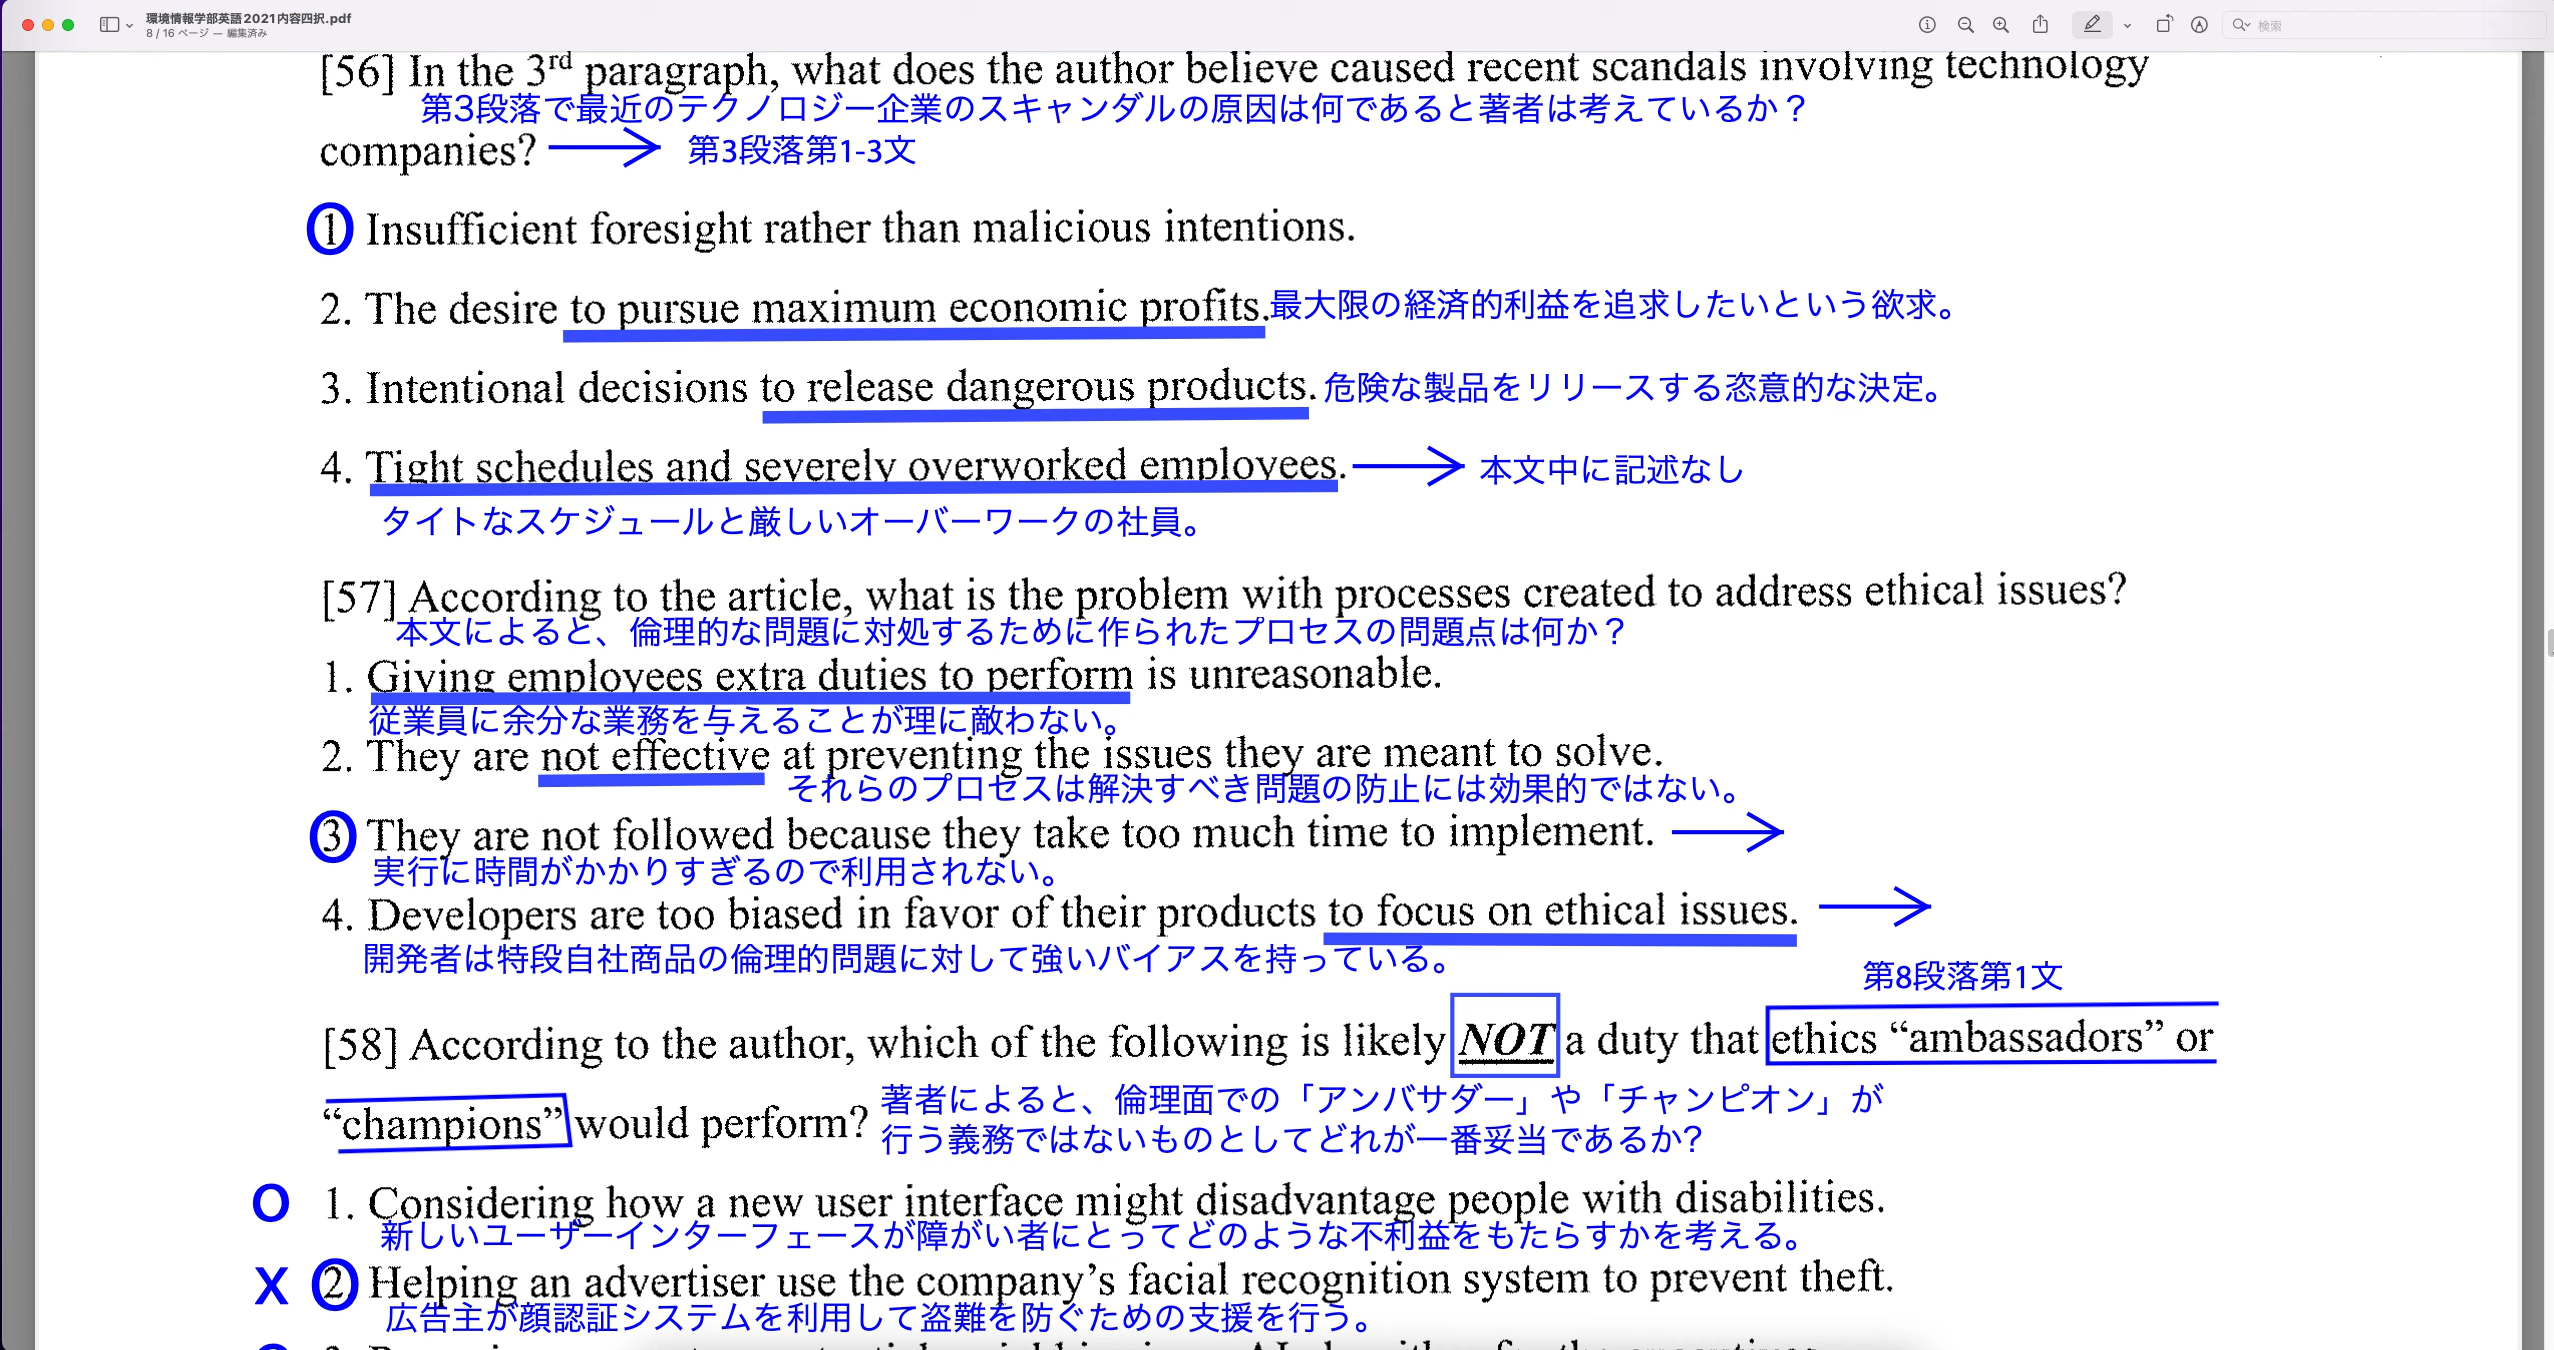 環境情報学部英語2021内容四択.pdf
8 / 16 ページ — 編集済み
検索
[56] In the 3rd paragraph, what does the author believe caused recent scandals involving technology
第3段落で最近のテクノロジー企業のスキャンダルの原因は何であると著者は考えているか？
companies? 第3段落第1-3文
1 Insufficient foresight rather than malicious intentions.
2. The desire to pursue maximum economic profits. 最大限の経済的利益を追求したいという欲求。
3. Intentional decisions to release dangerous products. 危険な製品をリリースする恣意的な決定。
4. Tight schedules and severely overworked employees. 本文中に記述なし
タイトなスケジュールと厳しいオーバーワークの社員。
[57] According to the article, what is the problem with processes created to address ethical issues?
本文によると、倫理的な問題に対処するために作られたプロセスの問題点は何か？
1. Giving employees extra duties to perform is unreasonable.
従業員に余分な業務を与えることが理に敵わない。
2. They are not effective at preventing the issues they are meant to solve.
それらのプロセスは解決すべき問題の防止には効果的ではない。
3 They are not followed because they take too much time to implement.
実行に時間がかかりすぎるので利用されない。
4. Developers are too biased in favor of their products to focus on ethical issues.
開発者は特段自社商品の倫理的問題に対して強いバイアスを持っている。
第8段落第1文
[58] According to the author, which of the following is likely NOT a duty that ethics “ambassadors” or
“champions” would perform? 著者によると、倫理面での「アンバサダー」や「チャンピオン」が
行う義務ではないものとしてどれが一番妥当であるか?
O 1. Considering how a new user interface might disadvantage people with disabilities.
新しいユーザーインターフェースが障がい者にとってどのような不利益をもたらすかを考える。
X 2 Helping an advertiser use the company’s facial recognition system to prevent theft.
広告主が顔認証システムを利用して盗難を防ぐための支援を行う。